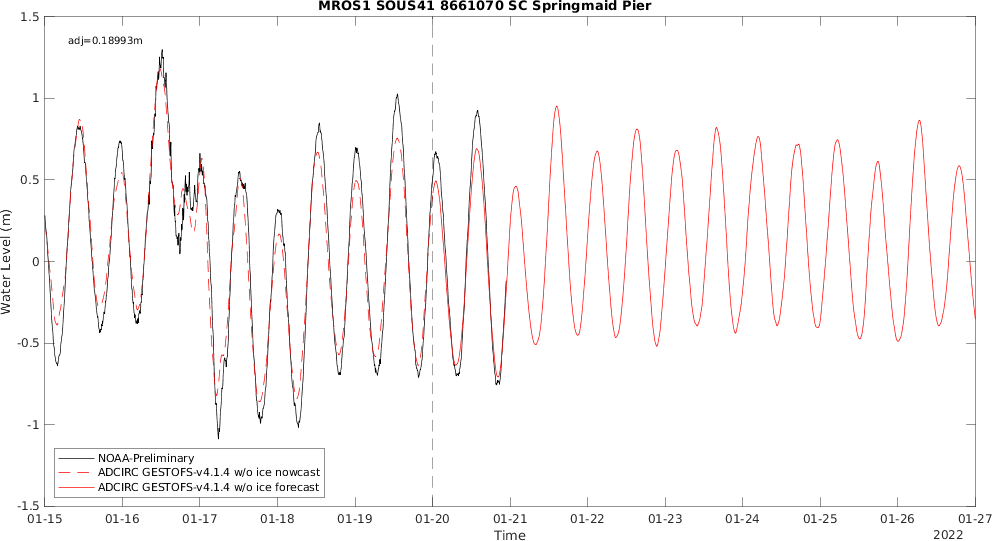 MROS1 SOUS41 8661070 SC Springmaid Pier
adj=0.18993m
1.5
1
0.5
0
-0.5
-1
-1.5
Water Level (m)
NOAA-Preliminary
ADCIRC GESTOFS-v4.1.4 w/o ice nowcast
ADCIRC GESTOFS-v4.1.4 w/o ice forecast
01-15 01-16 01-17 01-18 01-19 01-20 01-21 01-22 01-23 01-24 01-25 01-26 01-27
Time
2022